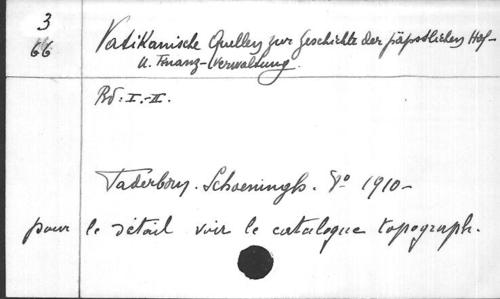 3
66
Vatikanische Quellen zur Geschichte der päpstlichen Hof-
u. Finanz-Verwaltung.
Bd: I.-II.
Paderborn. Schoeningh. 8º 1910-
pour le détail voir le catalogue topograph.